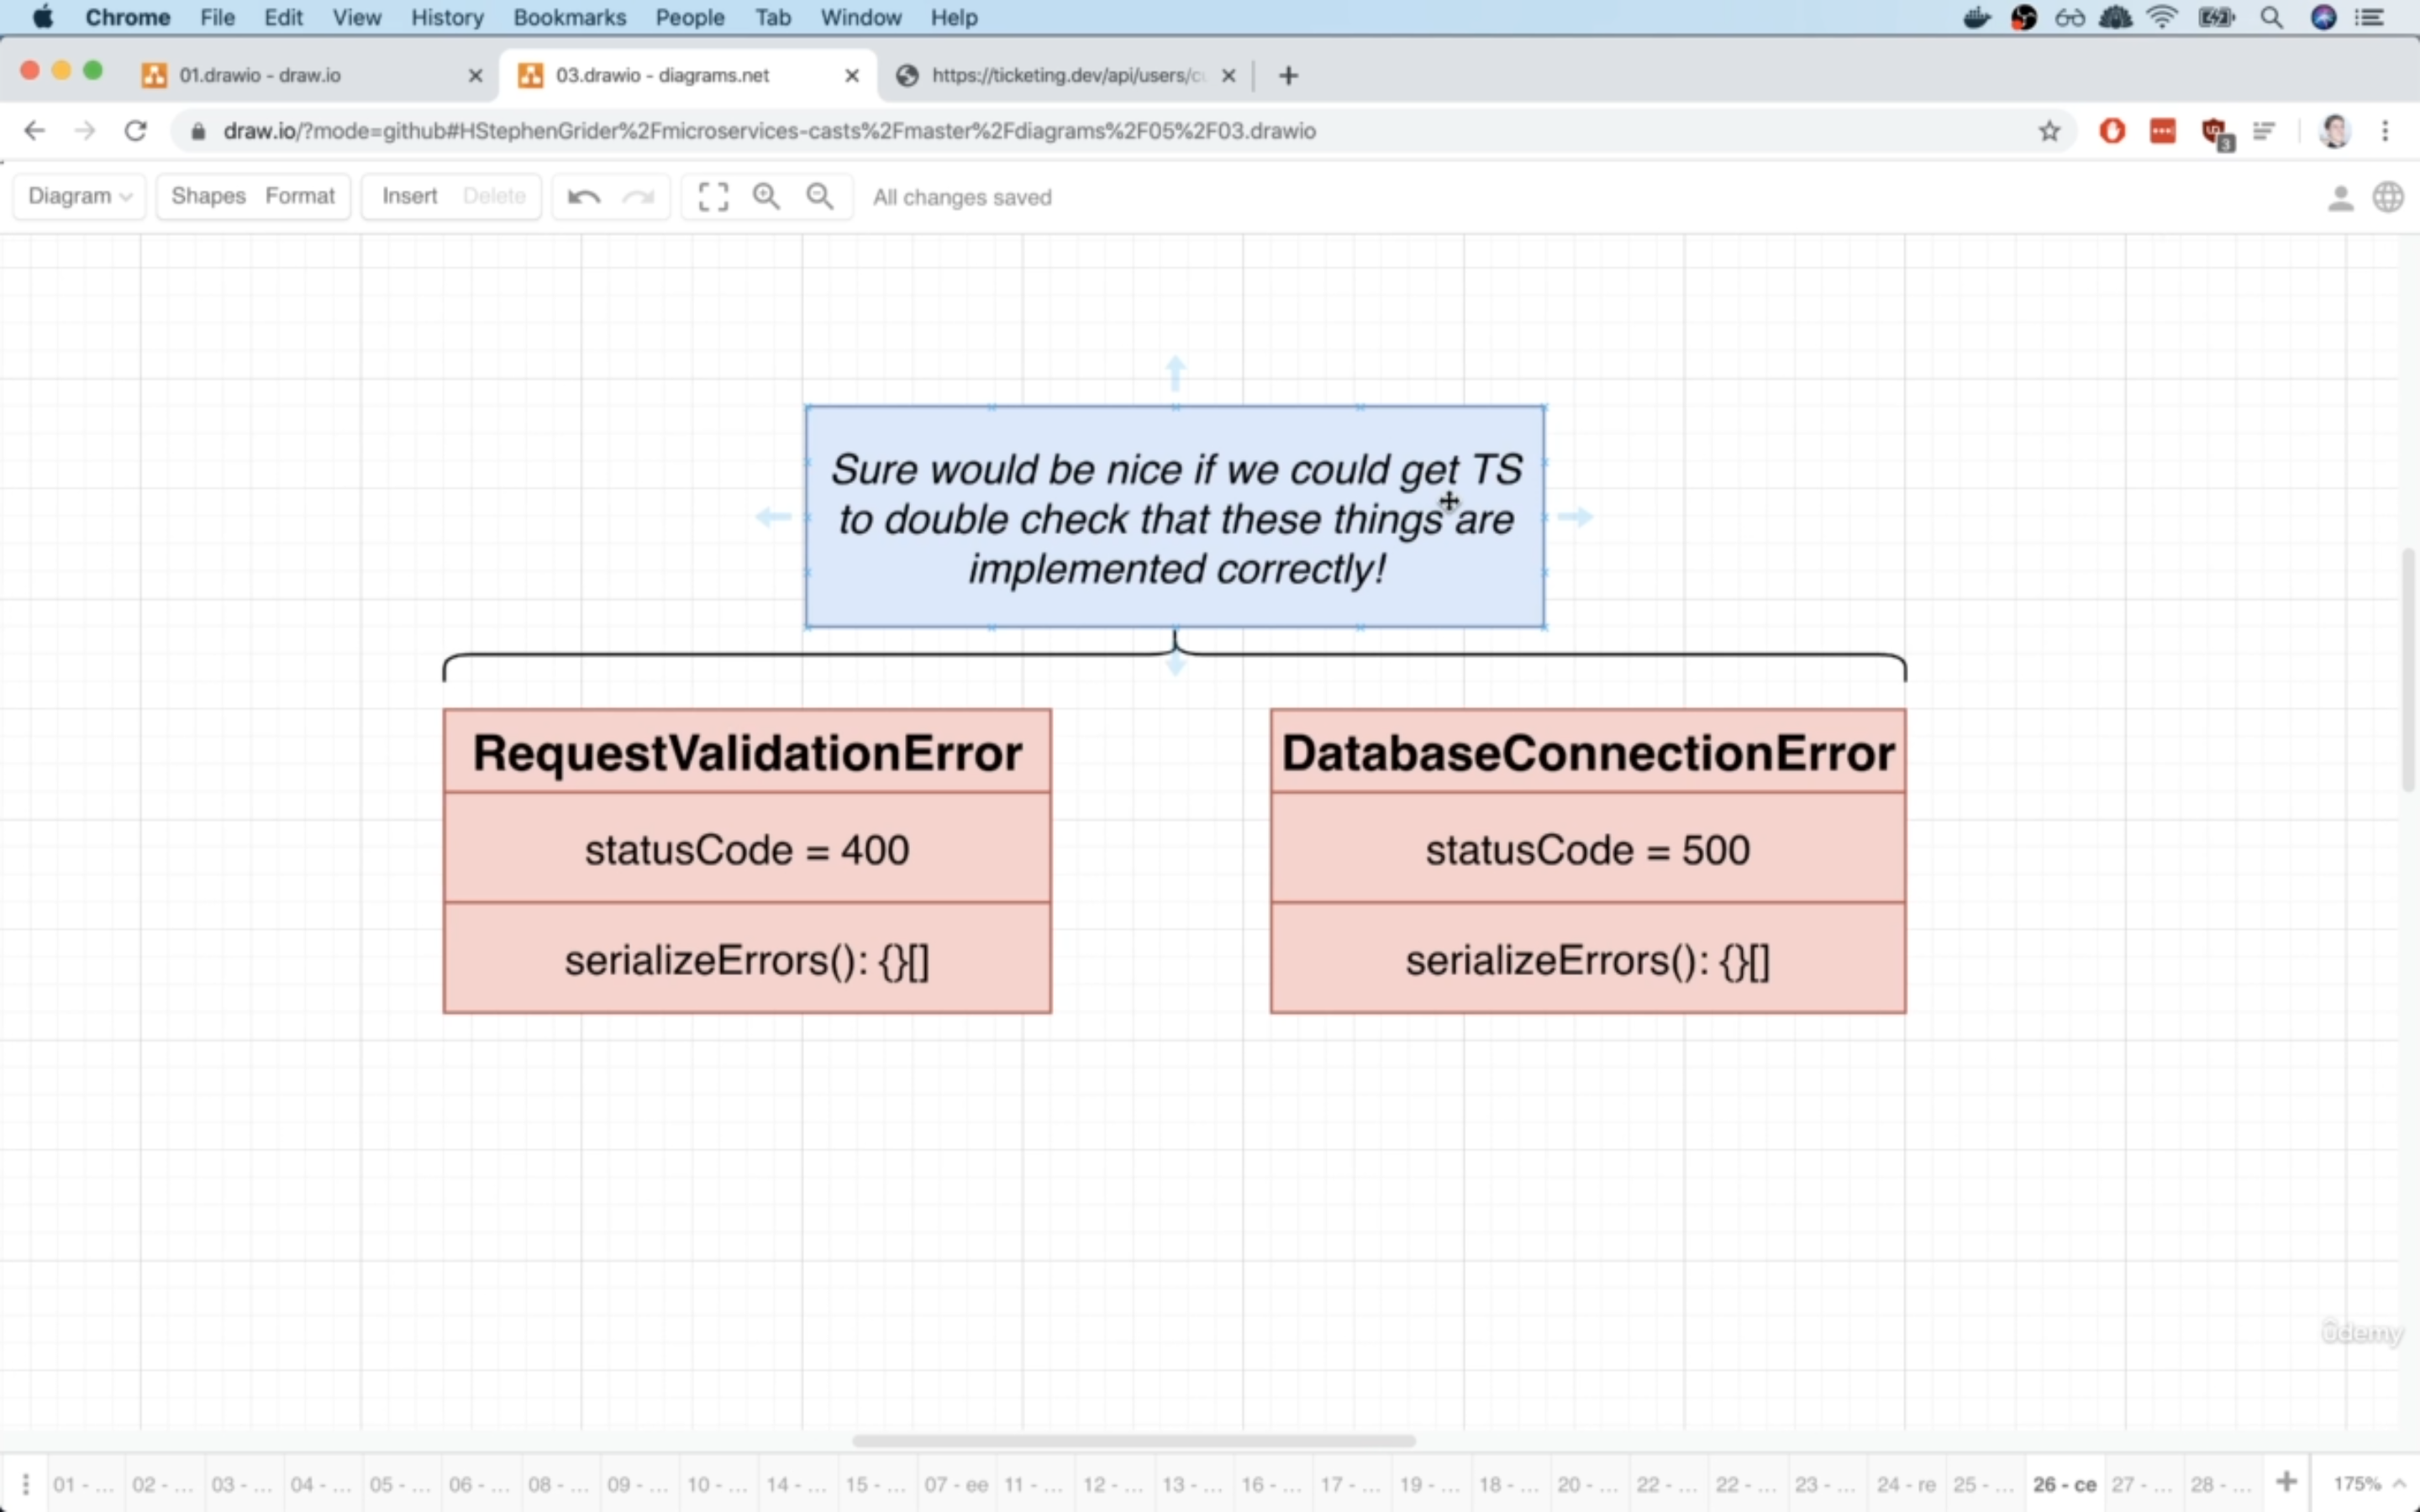 Chrome File Edit View History Bookmarks People Tab Window Help
01.drawio - draw.io
03.drawio - diagrams.net
https://ticketing.dev/api/users/
draw.io/?mode=github#HStephenGrider%2Fmicroservices-casts%2Fmaster%2Fdiagrams%2F05%2F03.drawio
3
Diagram Shapes Format Insert Delete All changes saved
Sure would be nice if we could get TS
to double check that these things are
implemented correctly!
RequestValidationError
statusCode = 400
serializeErrors(): {}[]
DatabaseConnectionError
statusCode = 500
serializeErrors(): {}[]
ûdemy
01 - ... 02 - ... 03 - ... 04 - ... 05 - ... 06 - ... 08 - ... 09 - ... 10 - ... 14 - ... 15 - ... 07 - ee 11 - ... 12 - ... 13 - ... 16 - ... 17 - ... 19 - ... 18 - ... 20 - ... 22 - ... 22 - ... 23 - ... 24 - re 25 - ... 26 - ce 27 - ... 28 - ... 175%